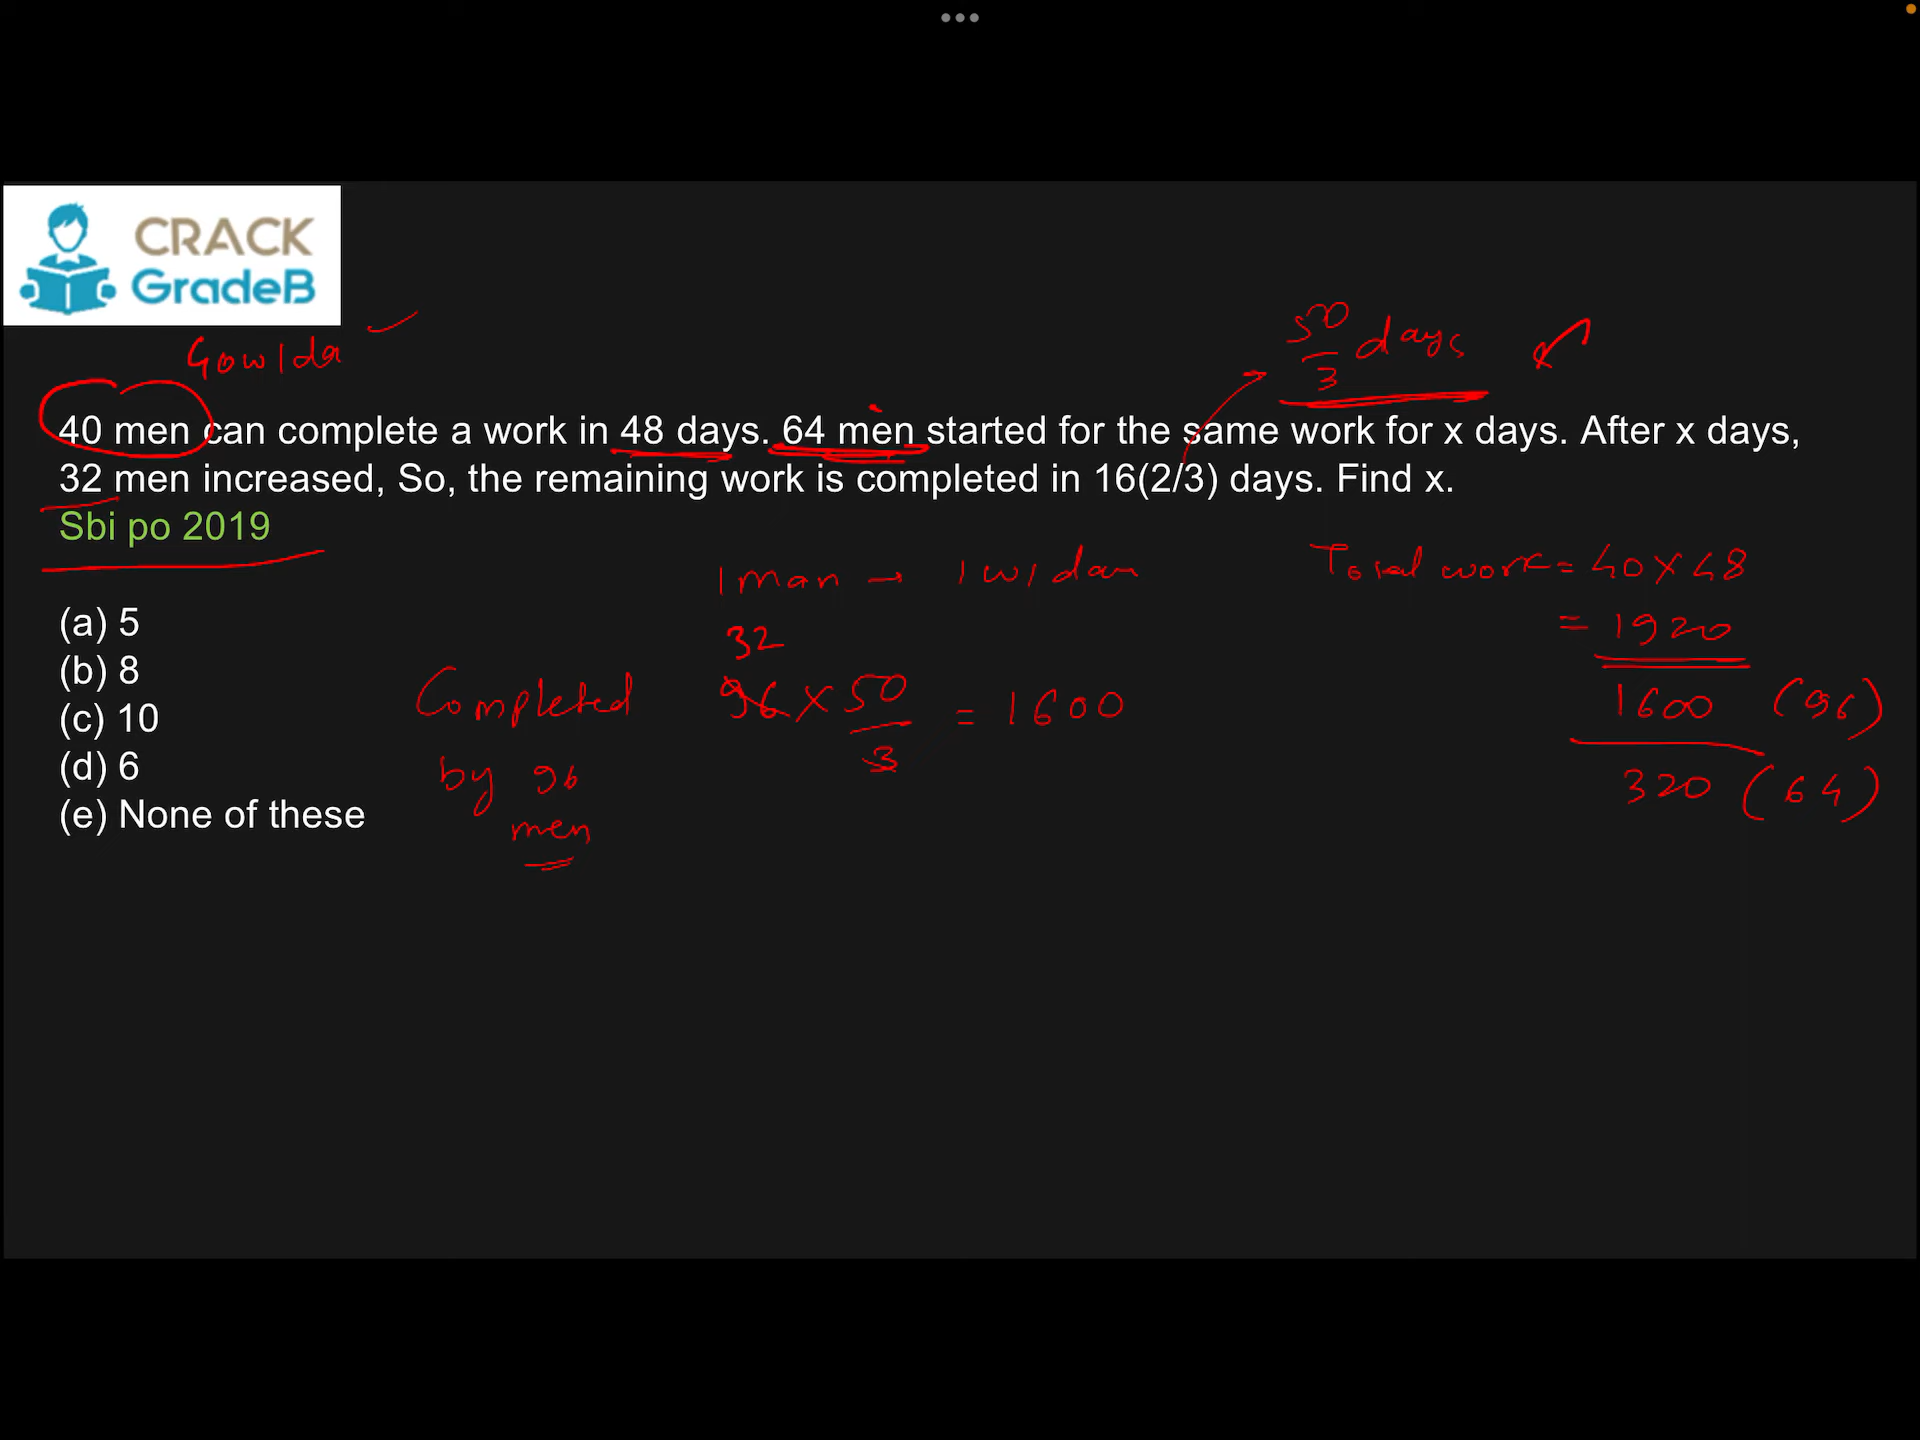 CRACK
GradeB
40w/da
50/3 days
40 men can complete a work in 48 days. 64 men started for the same work for x days. After x days,
32 men increased, So, the remaining work is completed in 16(2/3) days. Find x.
Sbi po 2019
1 man → 1w/day
Total work = 40 x 48
= 1920
(a) 5
(b) 8
(c) 10
(d) 6
(e) None of these
32
Completed 96 x 50/3 = 1600
by 96
men
1600 (96)
320 (64)